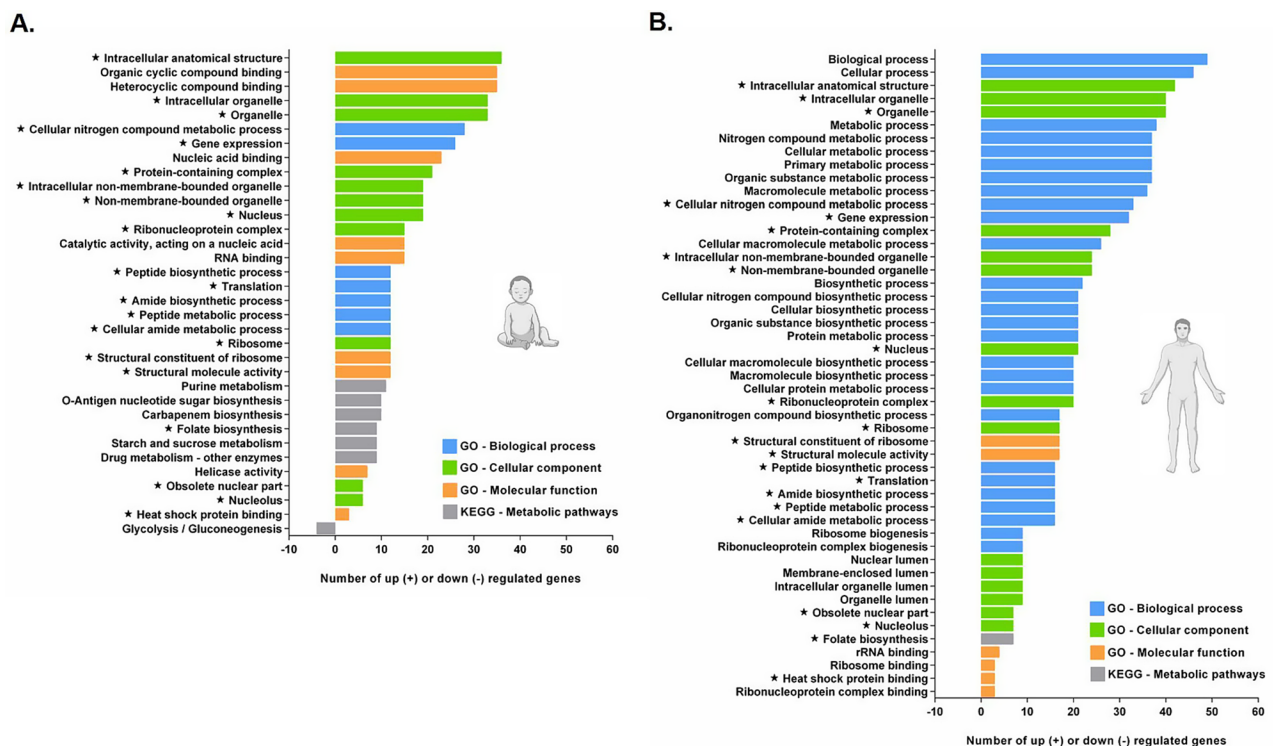 A.
★ Intracellular anatomical structure
Organic cyclic compound binding
Heterocyclic compound binding
★ Intracellular organelle
★ Organelle
★ Cellular nitrogen compound metabolic process
★ Gene expression
Nucleic acid binding
★ Protein-containing complex
★ Intracellular non-membrane-bounded organelle
★ Non-membrane-bounded organelle
★ Nucleus
★ Ribonucleoprotein complex
Catalytic activity, acting on a nucleic acid
RNA binding
★ Peptide biosynthetic process
★ Translation
★ Amide biosynthetic process
★ Peptide metabolic process
★ Cellular amide metabolic process
★ Ribosome
★ Structural constituent of ribosome
★ Structural molecule activity
Purine metabolism
O-Antigen nucleotide sugar biosynthesis
Carbapenem biosynthesis
★ Folate biosynthesis
Starch and sucrose metabolism
Drug metabolism - other enzymes
Helicase activity
★ Obsolete nuclear part
★ Nucleolus
★ Heat shock protein binding
Glycolysis / Gluconeogenesis
GO - Biological process
GO - Cellular component
GO - Molecular function
KEGG - Metabolic pathways
-10 0 10 20 30 40 50 60
Number of up (+) or down (-) regulated genes
B.
Biological process
Cellular process
★ Intracellular anatomical structure
★ Intracellular organelle
★ Organelle
Metabolic process
Nitrogen compound metabolic process
Cellular metabolic process
Primary metabolic process
Organic substance metabolic process
Macromolecule metabolic process
★ Cellular nitrogen compound metabolic process
★ Gene expression
★ Protein-containing complex
Cellular macromolecule metabolic process
★ Intracellular non-membrane-bounded organelle
★ Non-membrane-bounded organelle
Biosynthetic process
Cellular nitrogen compound biosynthetic process
Cellular biosynthetic process
Organic substance biosynthetic process
Protein metabolic process
★ Nucleus
Cellular macromolecule biosynthetic process
Macromolecule biosynthetic process
Cellular protein metabolic process
★ Ribonucleoprotein complex
Organonitrogen compound biosynthetic process
★ Ribosome
★ Structural constituent of ribosome
★ Structural molecule activity
★ Peptide biosynthetic process
★ Translation
★ Amide biosynthetic process
★ Peptide metabolic process
★ Cellular amide metabolic process
Ribosome biogenesis
Ribonucleoprotein complex biogenesis
Nuclear lumen
Membrane-enclosed lumen
Intracellular organelle lumen
Organelle lumen
★ Obsolete nuclear part
★ Nucleolus
★ Folate biosynthesis
rRNA binding
Ribosome binding
★ Heat shock protein binding
Ribonucleoprotein complex binding
GO - Biological process
GO - Cellular component
GO - Molecular function
KEGG - Metabolic pathways
-10 0 10 20 30 40 50 60
Number of up (+) or down (-) regulated genes